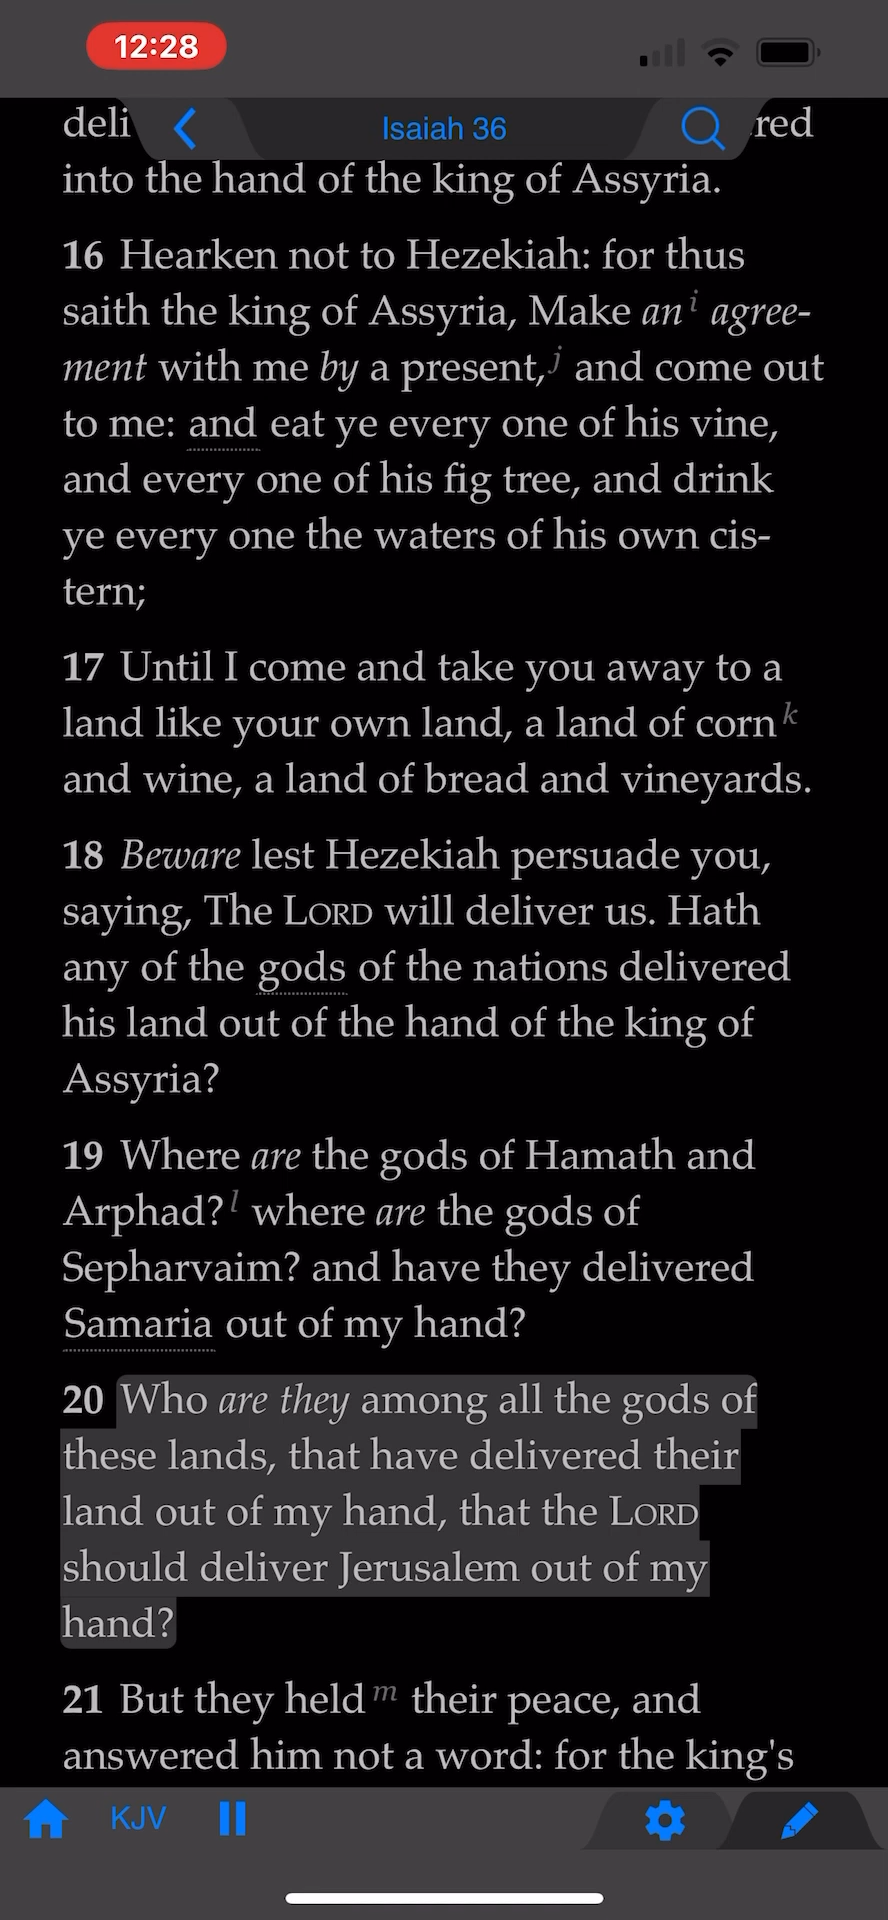 12:28
deli
Isaiah 36
red
into the hand of the king of Assyria.
16 Hearken not to Hezekiah: for thus
saith the king of Assyria, Make an i agree-
ment with me by a present, j and come out
to me: and eat ye every one of his vine,
and every one of his fig tree, and drink
ye every one the waters of his own cis-
tern;
17 Until I come and take you away to a
land like your own land, a land of corn k
and wine, a land of bread and vineyards.
18 Beware lest Hezekiah persuade you,
saying, The LORD will deliver us. Hath
any of the gods of the nations delivered
his land out of the hand of the king of
Assyria?
19 Where are the gods of Hamath and
Arphad? l where are the gods of
Sepharvaim? and have they delivered
Samaria out of my hand?
20 Who are they among all the gods of
these lands, that have delivered their
land out of my hand, that the LORD
should deliver Jerusalem out of my
hand?
21 But they held m their peace, and
answered him not a word: for the king's
KJV